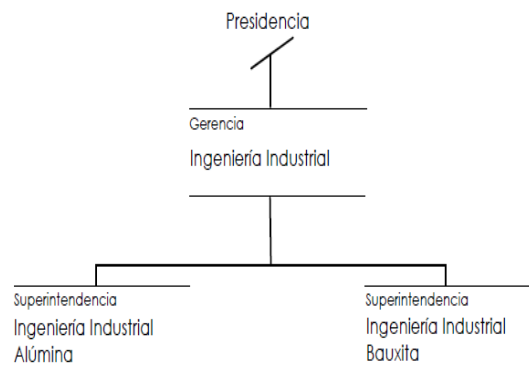 Presidencia
Gerencia
Ingeniería Industrial
Superintendencia
Ingeniería Industrial
Alúmina
Superintendencia
Ingeniería Industrial
Bauxita